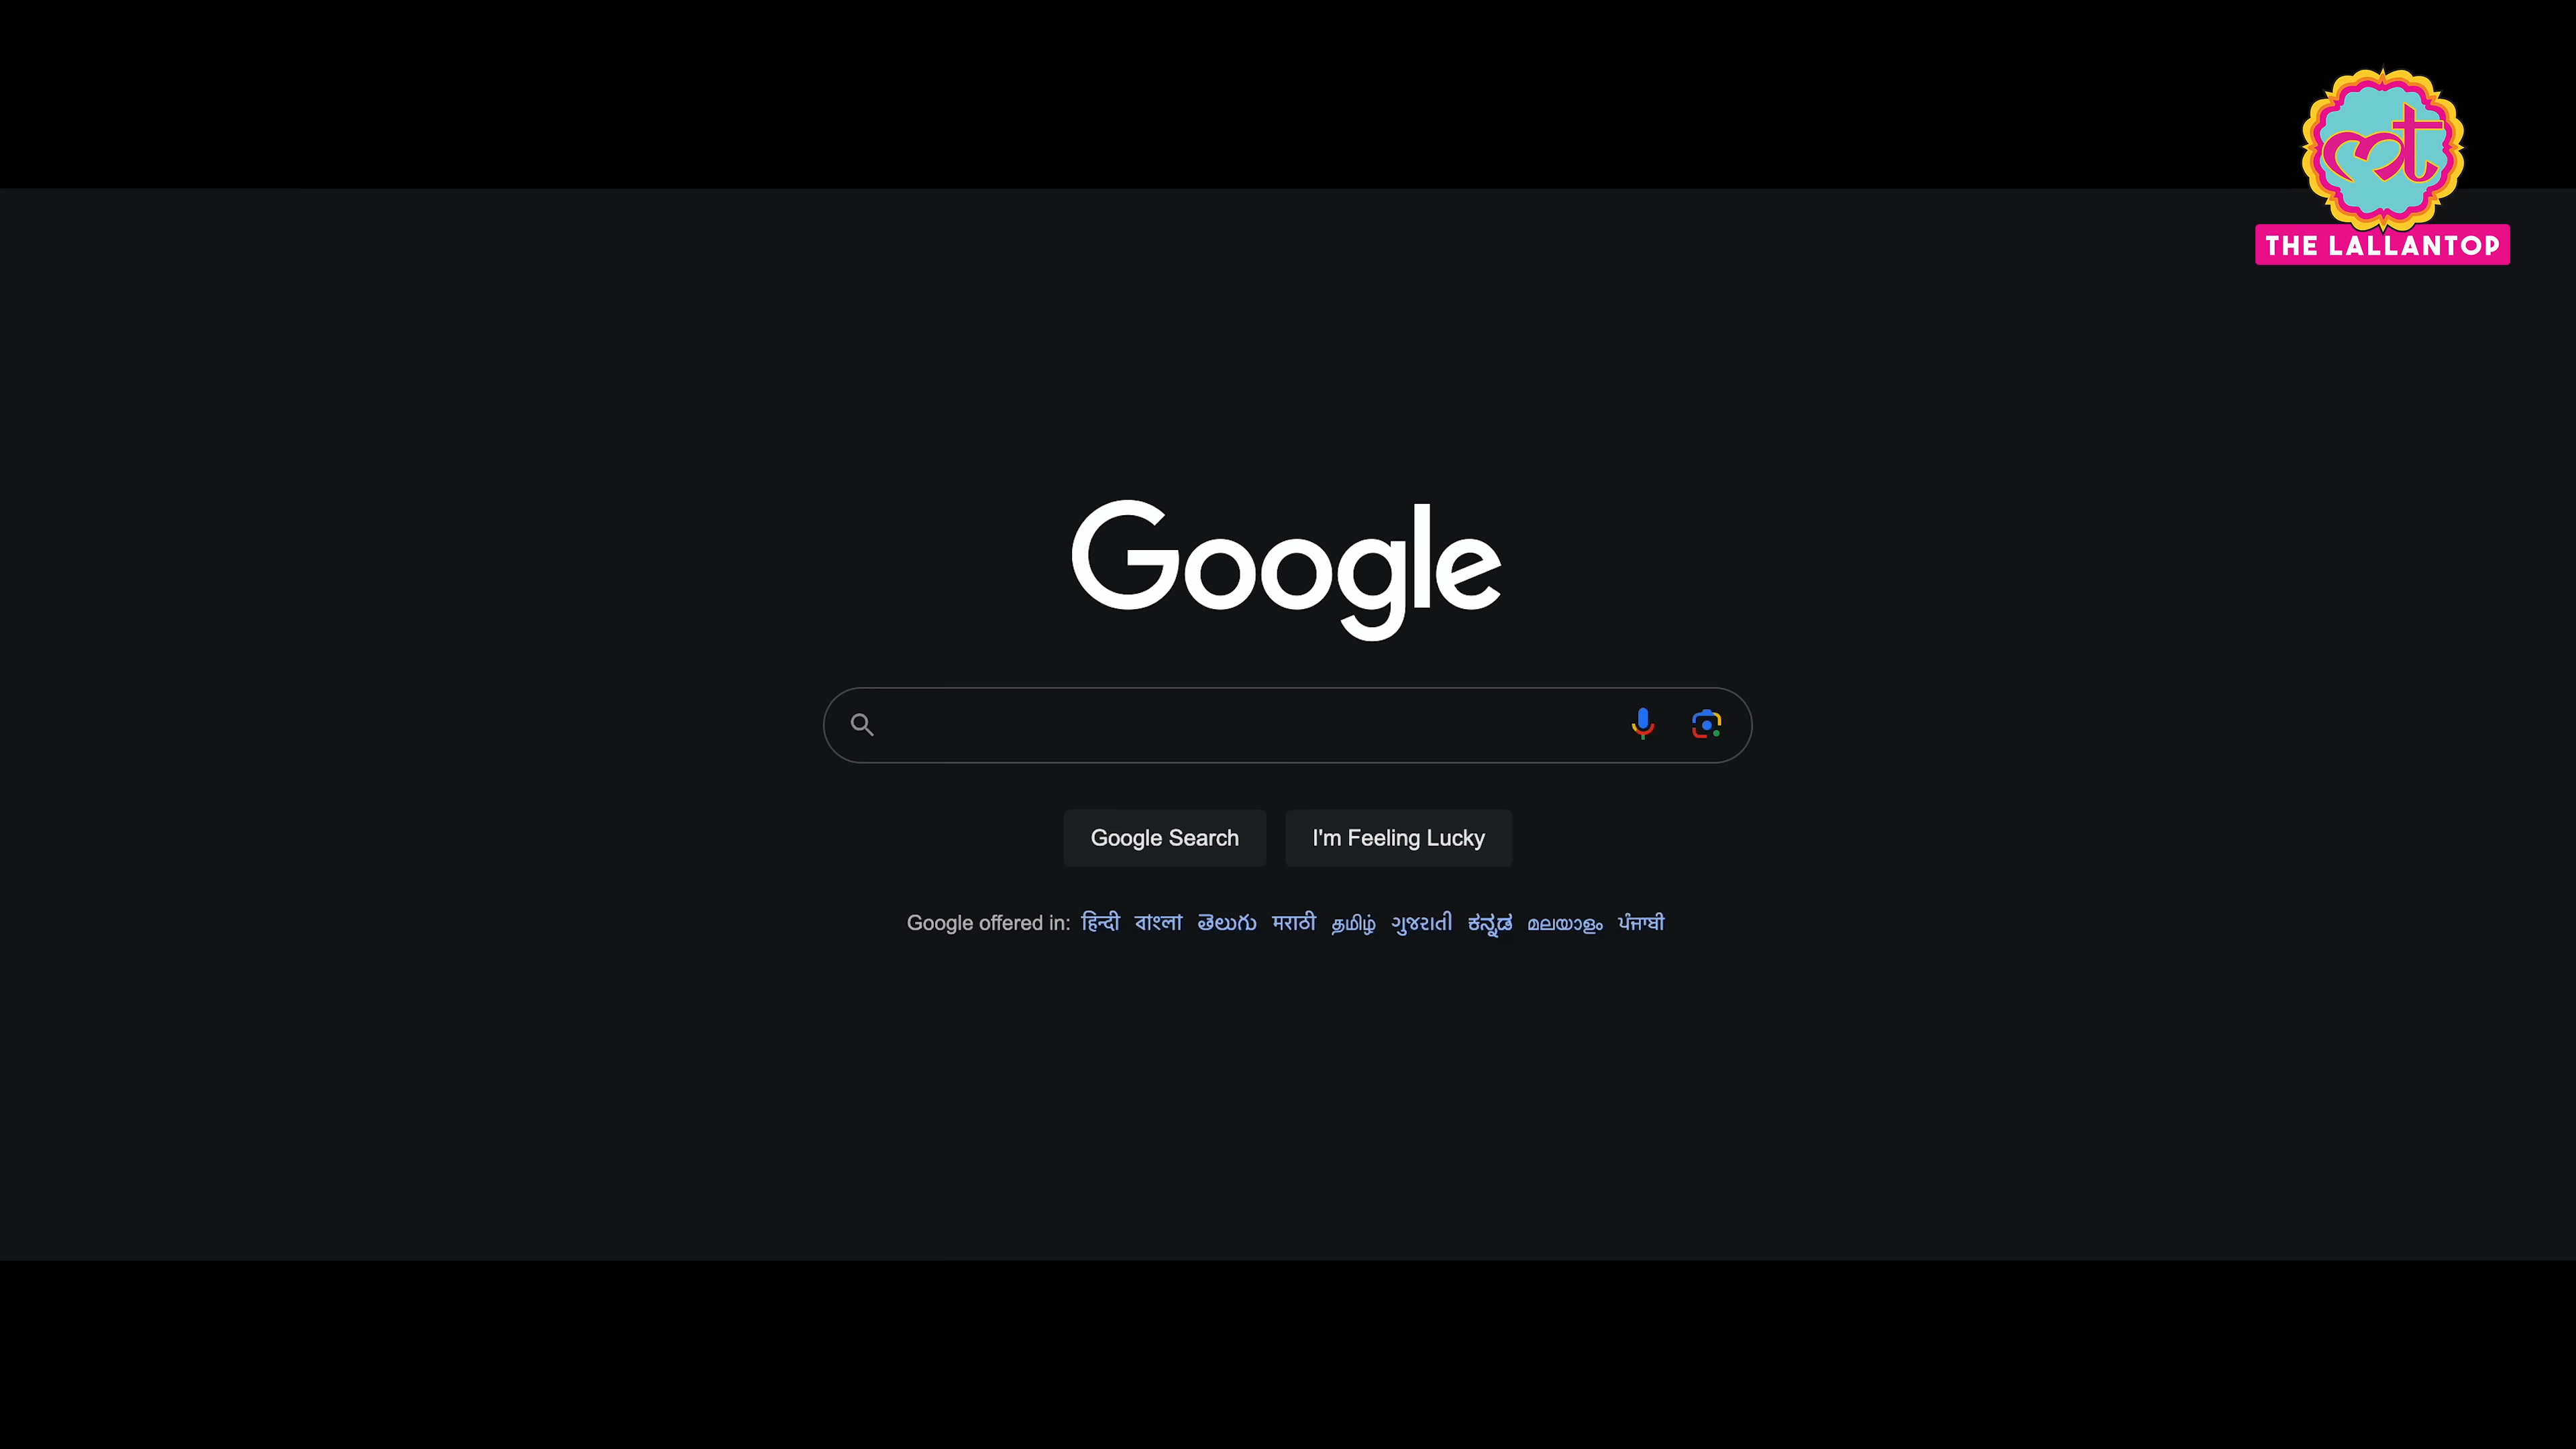 THE LALLANTOP
Google
Google Search I'm Feeling Lucky
Google offered in: हिन्दी বাংলা తెలుగు मराठी தமிழ் ગુજરાતી ಕನ್ನಡ മലയാളം ਪੰਜਾਬੀ